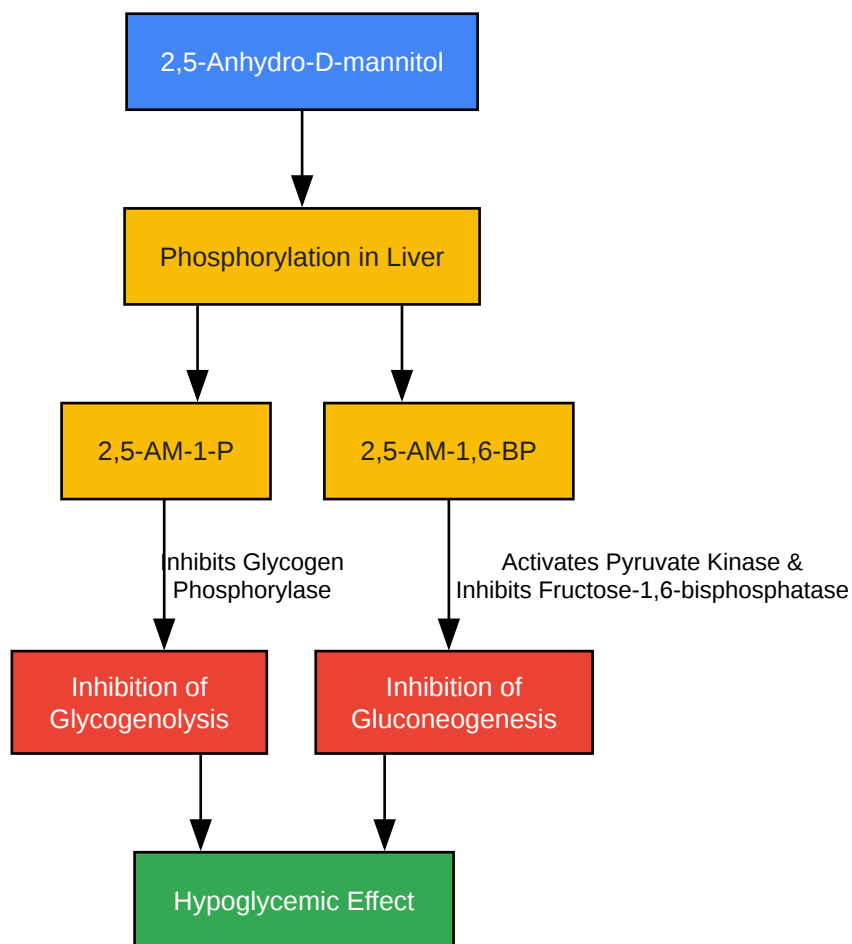 2,5-Anhydro-D-mannitol
Phosphorylation in Liver
2,5-AM-1-P
2,5-AM-1,6-BP
Inhibits Glycogen
Phosphorylase
Activates Pyruvate Kinase &
Inhibits Fructose-1,6-bisphosphatase
Inhibition of
Glycogenolysis
Inhibition of
Gluconeogenesis
Hypoglycemic Effect